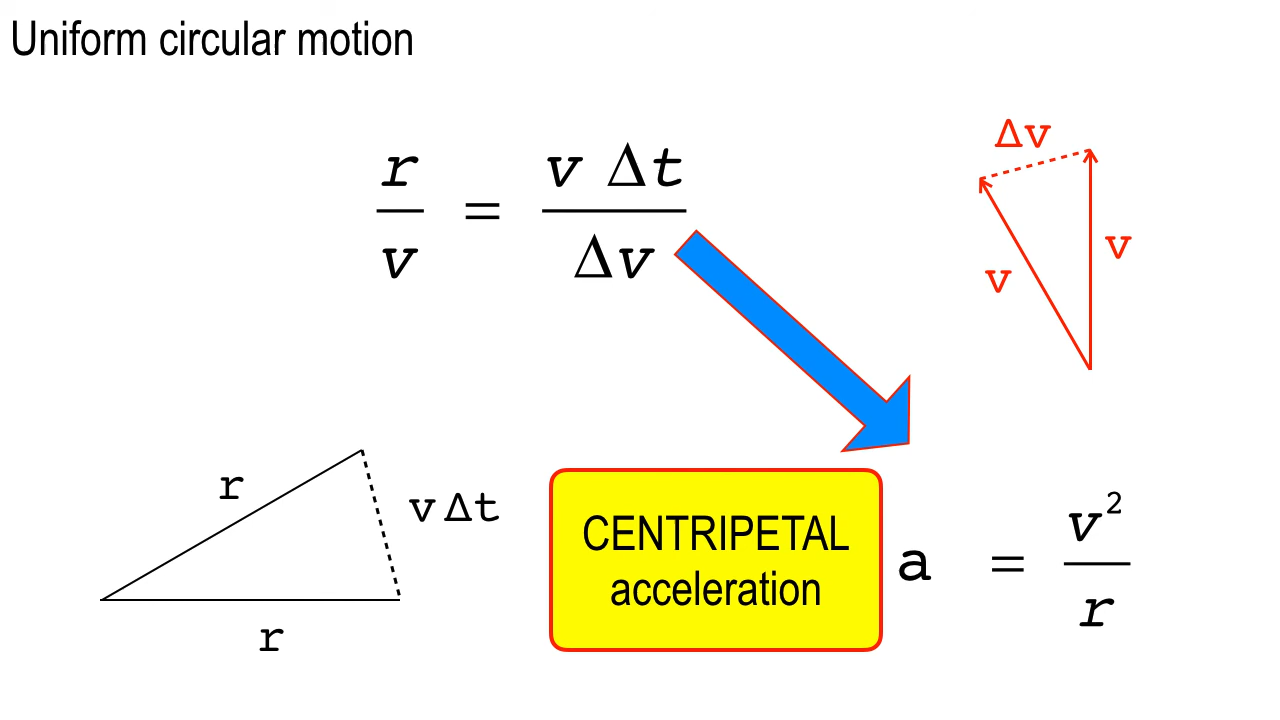 Uniform circular motion
r/v = v Δt/Δv
Δv
v
v
r
v Δt
r
CENTRIPETAL
acceleration
a = v²/r